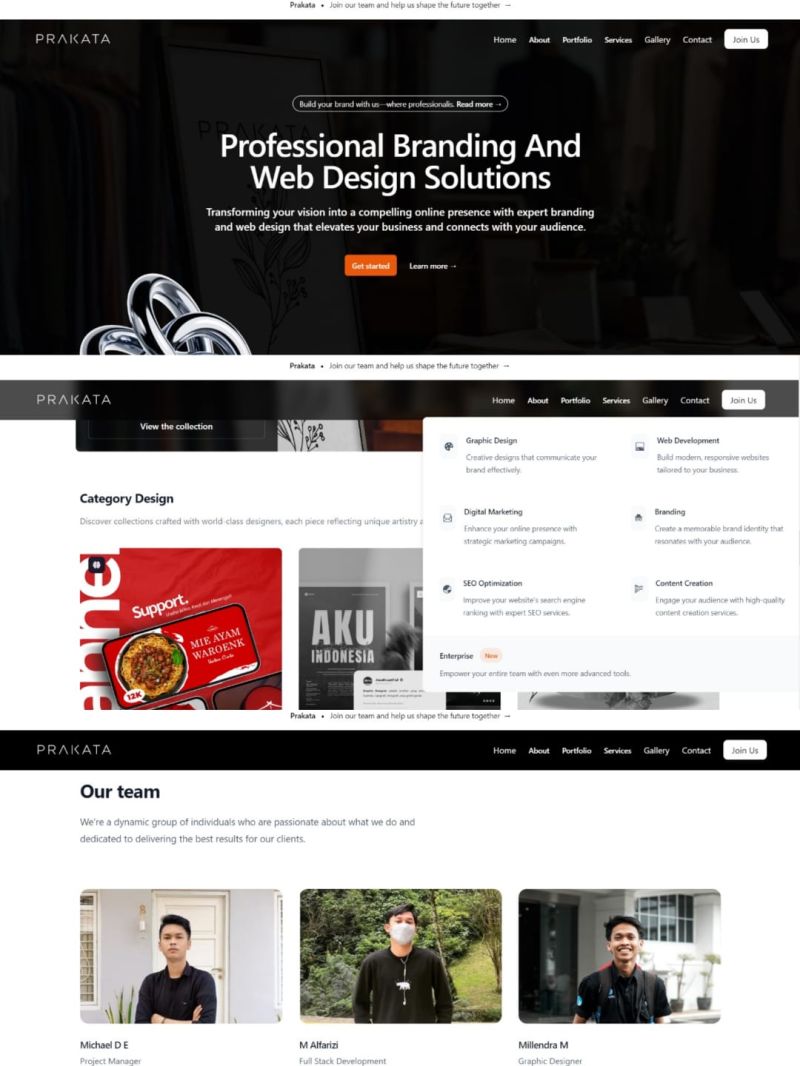 Prakata • Join our team and help us shape the future together →
PRAKATA
Home About Portfolio Services Gallery Contact Join Us
Build your brand with us—where professionalis. Read more →
PRAKATA
Professional Branding And
Web Design Solutions
Transforming your vision into a compelling online presence with expert branding
and web design that elevates your business and connects with your audience.
Get started Learn more →
Prakata • Join our team and help us shape the future together →
PRAKATA
Home About Portfolio Services Gallery Contact Join Us
View the collection
Category Design
Discover collections crafted with world-class designers, each piece reflecting unique artistry a
Support.
MIE AYAM
WAROENK
12K
AKU
INDONESIA
Graphic Design
Creative designs that communicate your
brand effectively.
Web Development
Build modern, responsive websites
tailored to your business.
Digital Marketing
Enhance your online presence with
strategic marketing campaigns.
Branding
Create a memorable brand identity that
resonates with your audience.
SEO Optimization
Improve your website's search engine
ranking with expert SEO services.
Content Creation
Engage your audience with high-quality
content creation services.
Enterprise New
Empower your entire team with even more advanced tools.
Prakata • Join our team and help us shape the future together →
PRAKATA
Home About Portfolio Services Gallery Contact Join Us
Our team
We're a dynamic group of individuals who are passionate about what we do and
dedicated to delivering the best results for our clients.
Michael D E
Project Manager
M Alfarizi
Full Stack Development
Millendra M
Graphic Designer